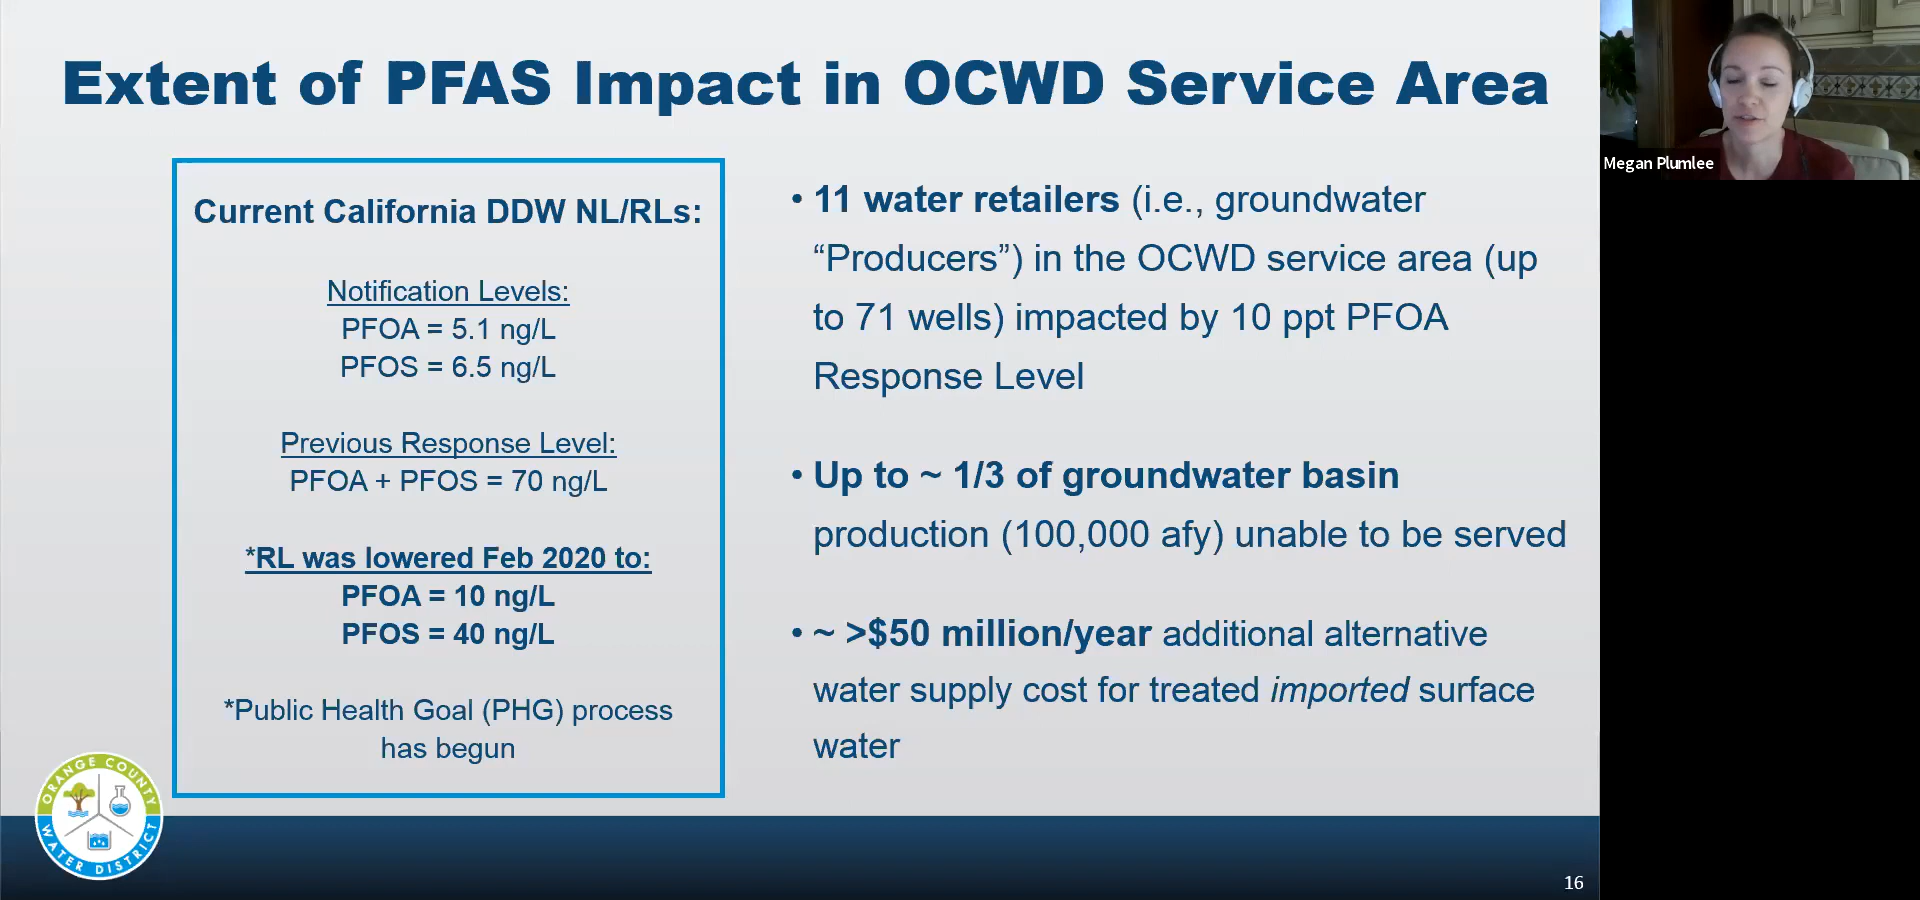 Extent of PFAS Impact in OCWD Service Area
Current California DDW NL/RLs:
Notification Levels:
PFOA = 5.1 ng/L
PFOS = 6.5 ng/L
Previous Response Level:
PFOA + PFOS = 70 ng/L
*RL was lowered Feb 2020 to:
PFOA = 10 ng/L
PFOS = 40 ng/L
*Public Health Goal (PHG) process
has begun
• 11 water retailers (i.e., groundwater
“Producers”) in the OCWD service area (up
to 71 wells) impacted by 10 ppt PFOA
Response Level
• Up to ~ 1/3 of groundwater basin
production (100,000 afy) unable to be served
• ~ >$50 million/year additional alternative
water supply cost for treated imported surface
water
Megan Plumlee
ORANGE COUNTY
WATER DISTRICT
16